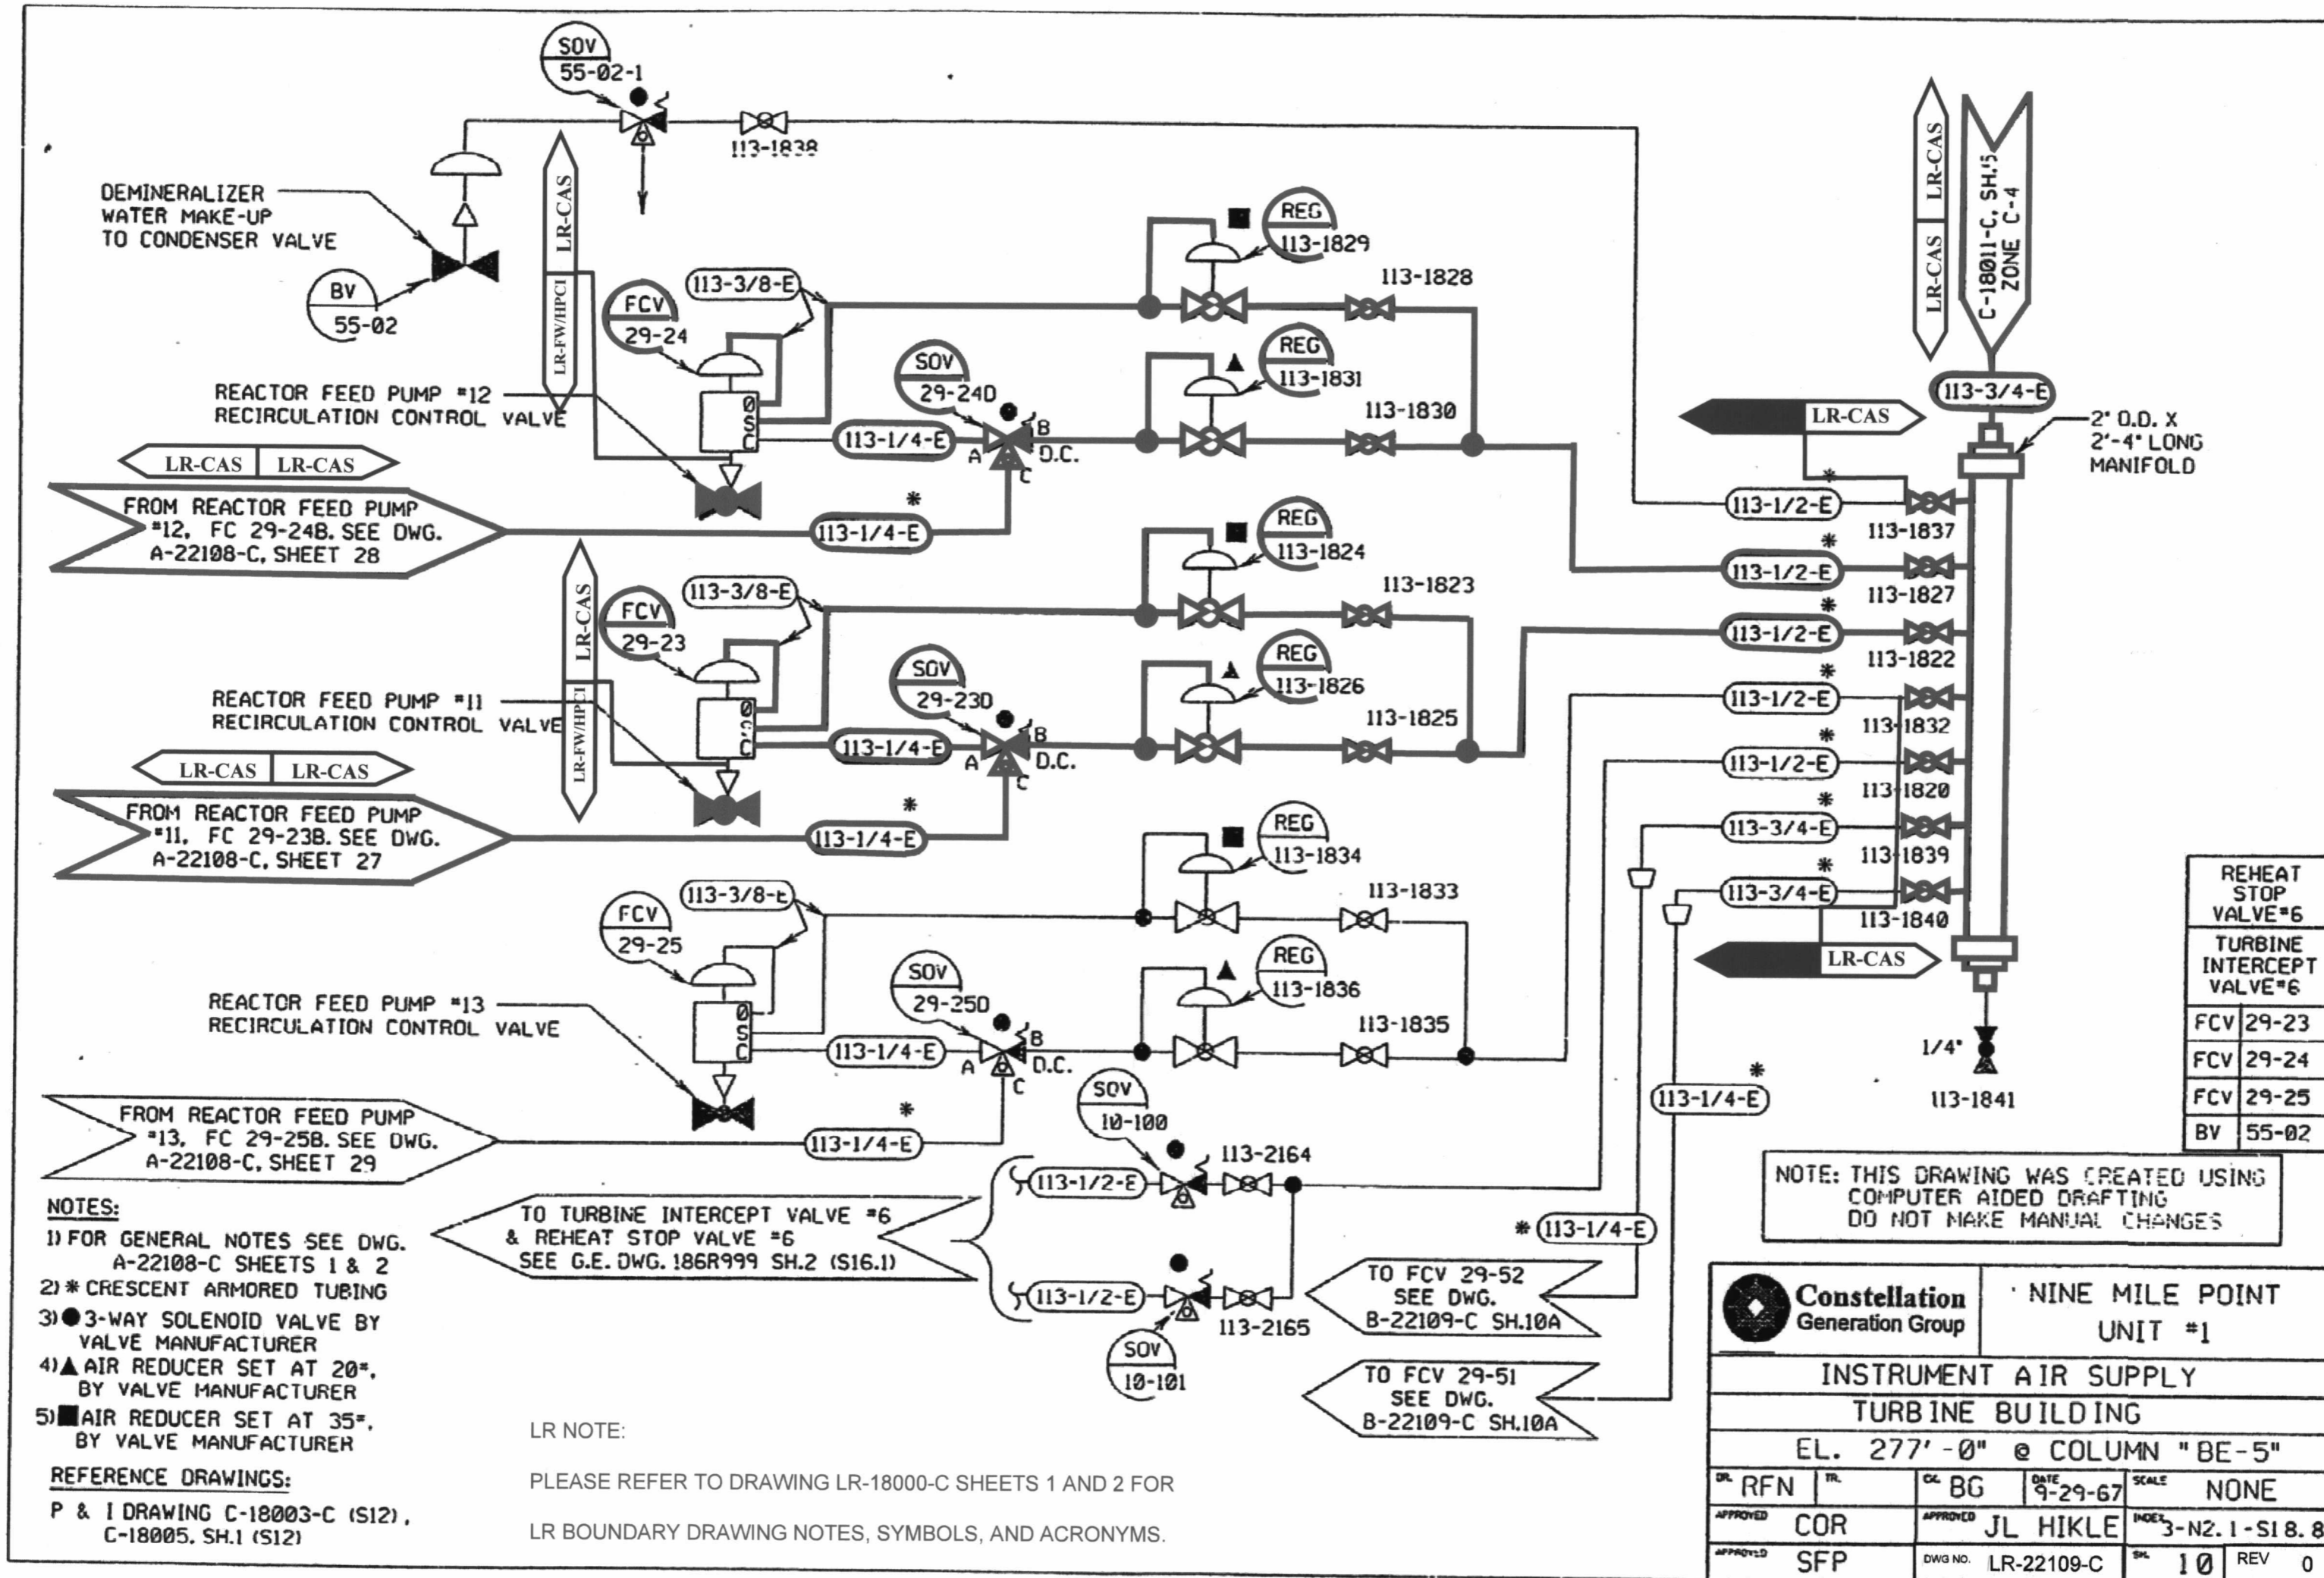 SOV
55-02-1
113-1838
DEMINERALIZER
WATER MAKE-UP
TO CONDENSER VALVE
BV
55-02
LR-CAS
LR-FW/HPCI
113-3/8-E
FCV
29-24
REG
113-1829
113-1828
REG
113-1831
113-1830
SOV
29-24D
REACTOR FEED PUMP #12
RECIRCULATION CONTROL VALVE
Ø
S
C
113-1/4-E
A
B
D.C.
C
LR-CAS LR-CAS
FROM REACTOR FEED PUMP
#12, FC 29-24B. SEE DWG.
A-22108-C, SHEET 28
*
113-1/4-E
LR-CAS
LR-FW/HPCI
113-3/8-E
FCV
29-23
REG
113-1824
113-1823
REG
113-1826
113-1825
SOV
29-23D
REACTOR FEED PUMP #11
RECIRCULATION CONTROL VALVE
Ø
C
113-1/4-E
A
B
D.C.
C
LR-CAS LR-CAS
FROM REACTOR FEED PUMP
#11, FC 29-23B. SEE DWG.
A-22108-C, SHEET 27
*
113-1/4-E
113-3/8-E
FCV
29-25
REG
113-1834
113-1833
REG
113-1836
113-1835
SOV
29-25D
REACTOR FEED PUMP #13
RECIRCULATION CONTROL VALVE
Ø
S
C
113-1/4-E
A
B
D.C.
C
FROM REACTOR FEED PUMP
#13, FC 29-25B. SEE DWG.
A-22108-C, SHEET 29
*
113-1/4-E
SOV
10-100
113-2164
113-1/2-E
TO TURBINE INTERCEPT VALVE #6
& REHEAT STOP VALVE #6
SEE G.E. DWG. 186R999 SH.2 (S16.1)
113-1/2-E
113-2165
SOV
10-101
LR-CAS LR-CAS
C-18011-C, SH.5
ZONE C-4
113-3/4-E
2" O.D. X
2'-4" LONG
MANIFOLD
LR-CAS
*
113-1/2-E
113-1837
*
113-1/2-E
113-1827
*
113-1/2-E
113-1822
*
113-1/2-E
113-1832
*
113-1/2-E
113-1820
*
113-3/4-E
113-1839
*
113-3/4-E
113-1840
LR-CAS
1/4"
113-1841
*
113-1/4-E
* 113-1/4-E
TO FCV 29-52
SEE DWG.
B-22109-C SH.10A
TO FCV 29-51
SEE DWG.
B-22109-C SH.10A
REHEAT
STOP
VALVE#6
TURBINE
INTERCEPT
VALVE#6
FCV 29-23
FCV 29-24
FCV 29-25
BV 55-02
NOTE: THIS DRAWING WAS CREATED USING
COMPUTER AIDED DRAFTING
DO NOT MAKE MANUAL CHANGES
NOTES:
1) FOR GENERAL NOTES SEE DWG.
A-22108-C SHEETS 1 & 2
2) * CRESCENT ARMORED TUBING
3) ● 3-WAY SOLENOID VALVE BY
VALVE MANUFACTURER
4) ▲ AIR REDUCER SET AT 20#,
BY VALVE MANUFACTURER
5) ■ AIR REDUCER SET AT 35#,
BY VALVE MANUFACTURER
REFERENCE DRAWINGS:
P & I DRAWING C-18003-C (S12),
C-18005. SH.1 (S12)
LR NOTE:
PLEASE REFER TO DRAWING LR-18000-C SHEETS 1 AND 2 FOR
LR BOUNDARY DRAWING NOTES, SYMBOLS, AND ACRONYMS.
Constellation
Generation Group
NINE MILE POINT
UNIT #1
INSTRUMENT AIR SUPPLY
TURBINE BUILDING
EL. 277'-0" @ COLUMN "BE-5"
DR. RFN TR. CK. BG DATE 9-29-67 SCALE NONE
APPROVED COR APPROVED JL HIKLE INDEX 3-N2.1-S18.8
APPROVED SFP DWG NO. LR-22109-C SH. 10 REV 0